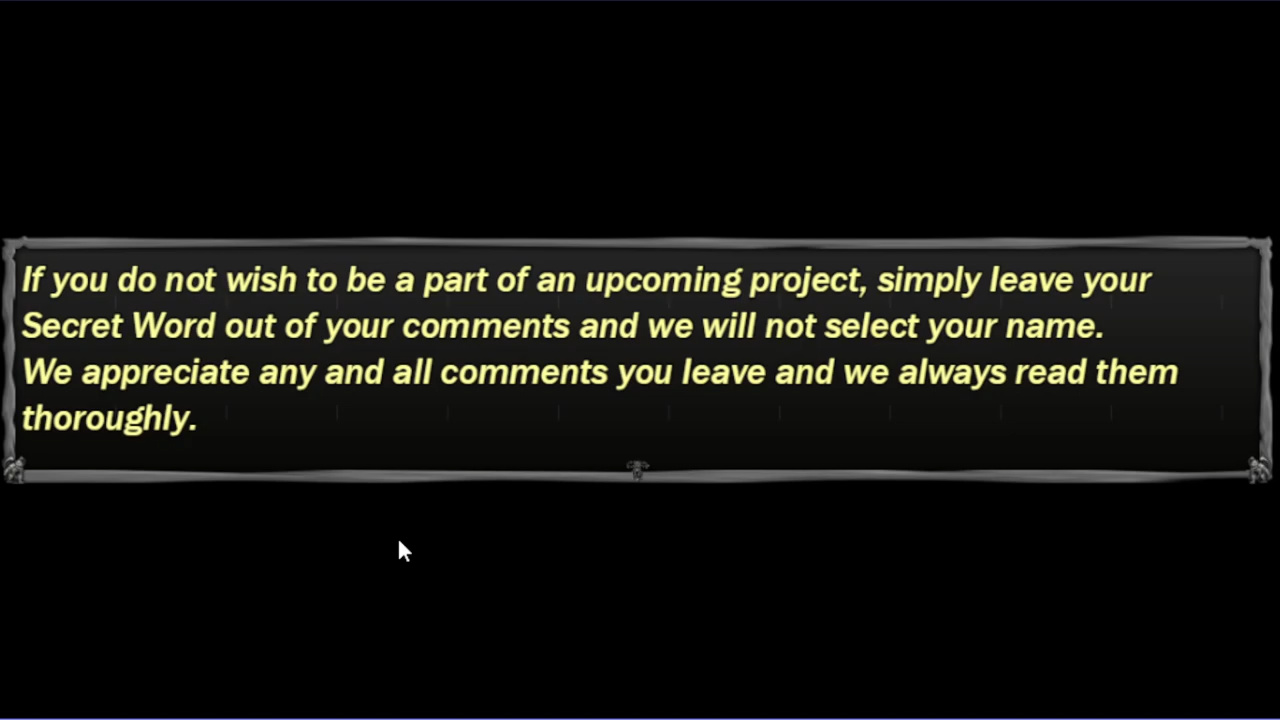 If you do not wish to be a part of an upcoming project, simply leave your
Secret Word out of your comments and we will not select your name.
We appreciate any and all comments you leave and we always read them
thoroughly.